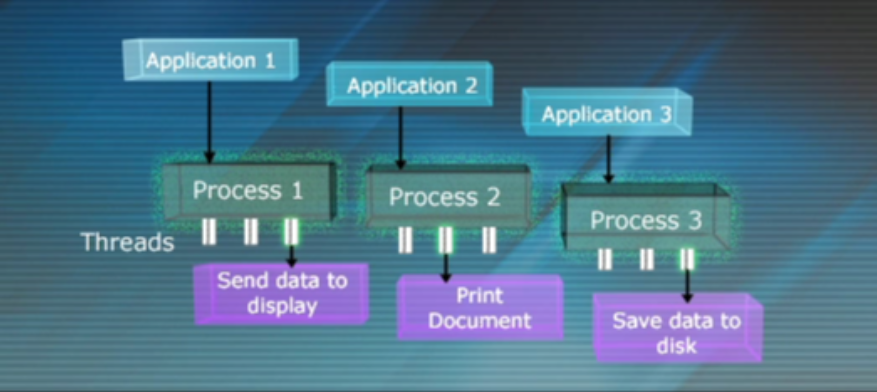 Application 1
Application 2
Application 3
Process 1
Process 2
Process 3
Threads
Send data to
display
Print
Document
Save data to
disk